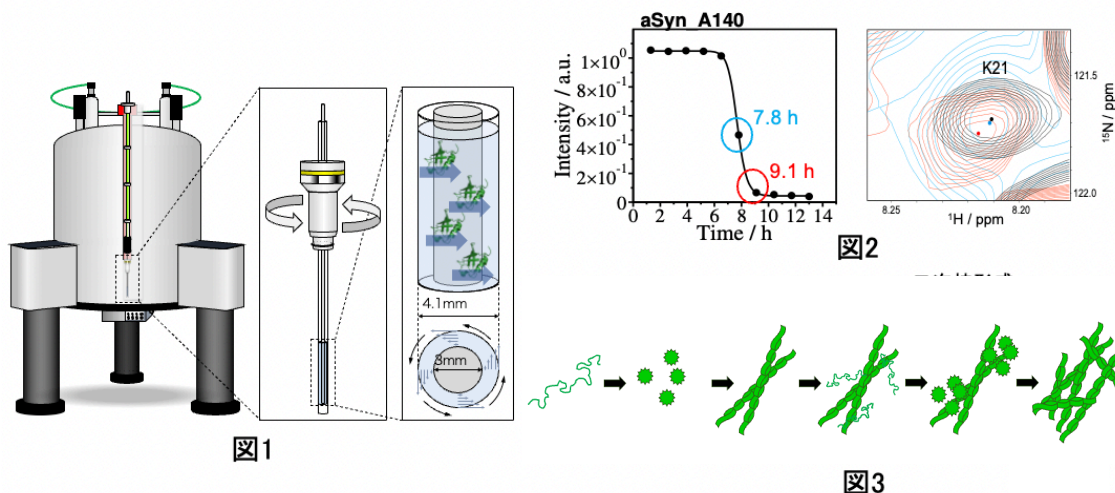 4.1mm
3mm
図1
aSyn_A140
Intensity / a.u.
1×10⁰
8×10⁻¹
6×10⁻¹
4×10⁻¹
2×10⁻¹
0
7.8 h
9.1 h
0 2 4 6 8 10 12 14
Time / h
K21
121.5
122.0
¹⁵N / ppm
8.25
8.20
¹H / ppm
図2
図3